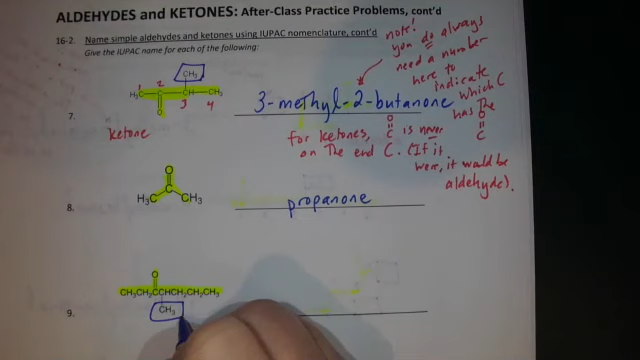 ALDEHYDES and KETONES: After-Class Practice Problems, cont'd
16-2. Name simple aldehydes and ketones using IUPAC nomenclature, cont'd
Give the IUPAC name for each of the following:
note!
you do always
need a number
here to
indicate
which C
has the
O
C
CH₃
1 2
H₃C C CH CH₃
3 4
O
7.
3-methyl-2-butanone
ketone
for ketones, C is never
O
on the end C. (If it
were, it would be
aldehyde).
O
C
H₃C CH₃
8.
propanone
O
CH₃CH₂CCHCH₂CH₂CH₃
CH₃
9.